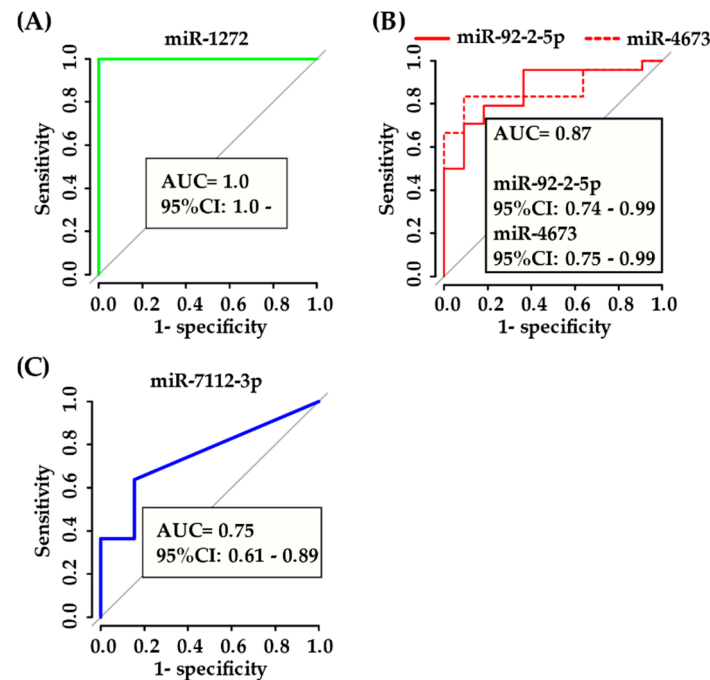 (A)
miR-1272
Sensitivity
0.0 0.2 0.4 0.6 0.8 1.0
AUC= 1.0
95%CI: 1.0 -
0.0 0.2 0.4 0.6 0.8 1.0
1- specificity
(B)
miR-92-2-5p
miR-4673
Sensitivity
0.0 0.2 0.4 0.6 0.8 1.0
AUC= 0.87
miR-92-2-5p
95%CI: 0.74 - 0.99
miR-4673
95%CI: 0.75 - 0.99
0.0 0.2 0.4 0.6 0.8 1.0
1- specificity
(C)
miR-7112-3p
Sensitivity
0.0 0.2 0.4 0.6 0.8 1.0
AUC= 0.75
95%CI: 0.61 - 0.89
0.0 0.2 0.4 0.6 0.8 1.0
1- specificity